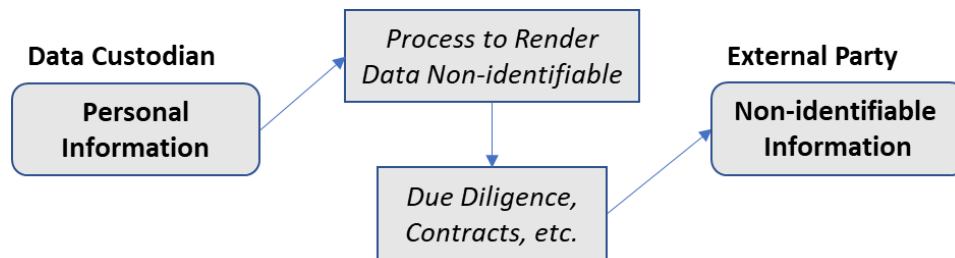 Data Custodian
Personal
Information
Process to Render
Data Non-identifiable
Due Diligence,
Contracts, etc.
External Party
Non-identifiable
Information